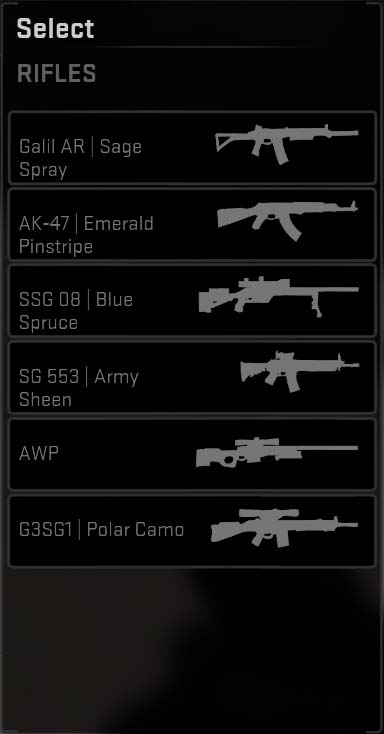 Select
RIFLES
Galil AR | Sage
Spray
AK-47 | Emerald
Pinstripe
SSG 08 | Blue
Spruce
SG 553 | Army
Sheen
AWP
G3SG1 | Polar Camo